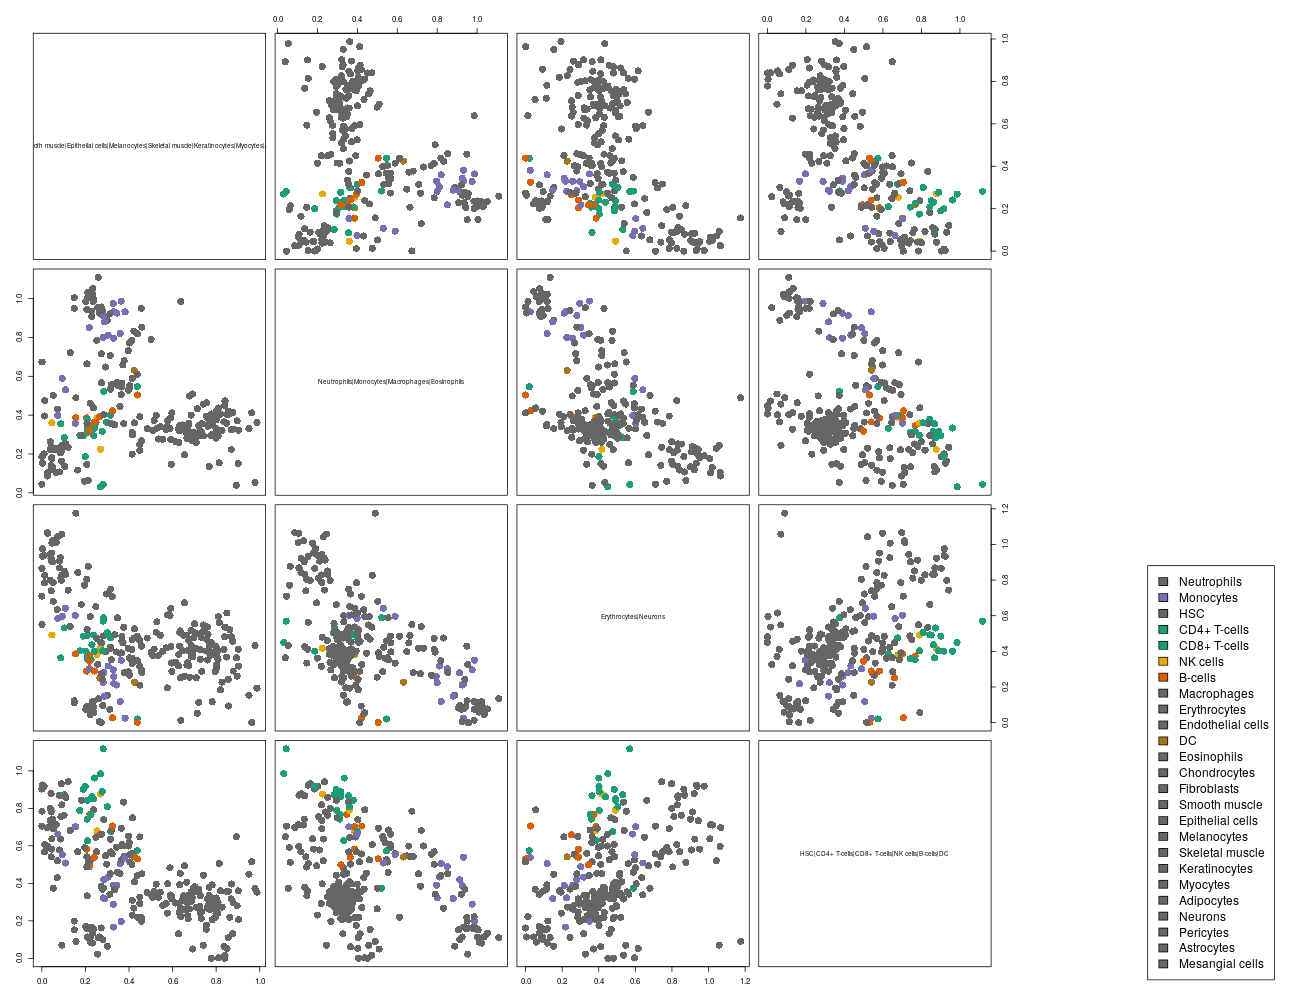 0.0 0.2 0.4 0.6 0.8 1.0
0.0 0.2 0.4 0.6 0.8 1.0
muscle|Epithelial cells|Melanocytes|Skeletal muscle|Keratinocytes|Myocytes|
0.0 0.2 0.4 0.6 0.8 1.0
0.0 0.2 0.4 0.6 0.8 1.0
Neutrophils|Monocytes|Macrophages|Eosinophils
Erythrocytes|Neurons
0.0 0.2 0.4 0.6 0.8 1.0 1.2
0.0 0.2 0.4 0.6 0.8 1.0
HSC|CD4+ T-cells|CD8+ T-cells|NK cells|B-cells|DC
0.0 0.2 0.4 0.6 0.8 1.0
0.0 0.2 0.4 0.6 0.8 1.0 1.2
Neutrophils
Monocytes
HSC
CD4+ T-cells
CD8+ T-cells
NK cells
B-cells
Macrophages
Erythrocytes
Endothelial cells
DC
Eosinophils
Chondrocytes
Fibroblasts
Smooth muscle
Epithelial cells
Melanocytes
Skeletal muscle
Keratinocytes
Myocytes
Adipocytes
Neurons
Pericytes
Astrocytes
Mesangial cells